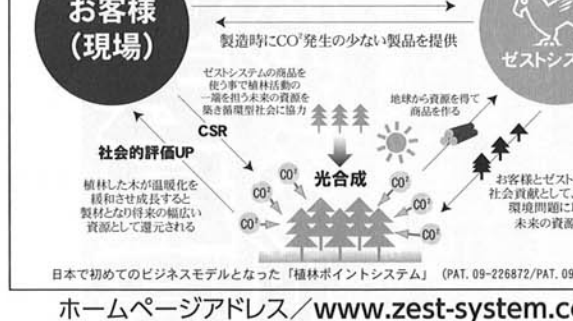 お客様
(現場)
製造時にCO²発生の少ない製品を提供
ゼストシス
ゼストシステムの商品を
使う事で植林活動の
一端を担う未来の資源を
築き循環型社会に協力
CSR
地球から資源を得て
商品を作る
社会的評価UP
植林した木が温暖化を
緩和させ成長すると
製材となり将来の幅広い
資源として還元される
光合成
CO²
CO²
CO²
CO²
CO²
CO²
お客様とゼスト
社会貢献として、
環境問題に
未来の資源
日本で初めてのビジネスモデルとなった「植林ポイントシステム」 (PAT. 09-226872/PAT. 09
ホームページアドレス／www.zest-system.c